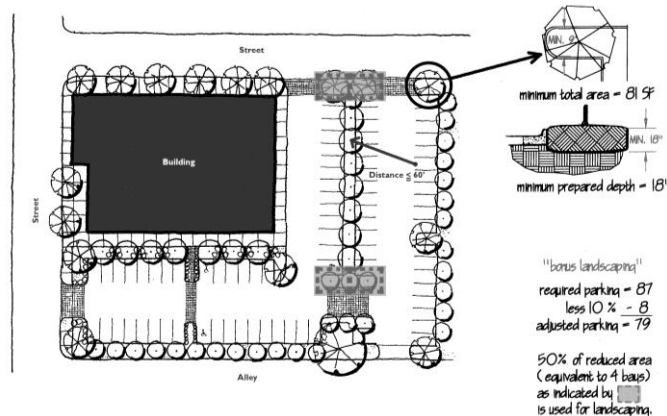 Street
MIN. 9'
minimum total area = 81 SF
Building
MIN. 18"
Distance ≤ 60'
minimum prepared depth = 18"
Street
"bonus landscaping"
required parking = 87
less 10% - 8
adjusted parking = 79
50% of reduced area
(equivalent to 4 bays)
as indicated by
is used for landscaping.
Alley